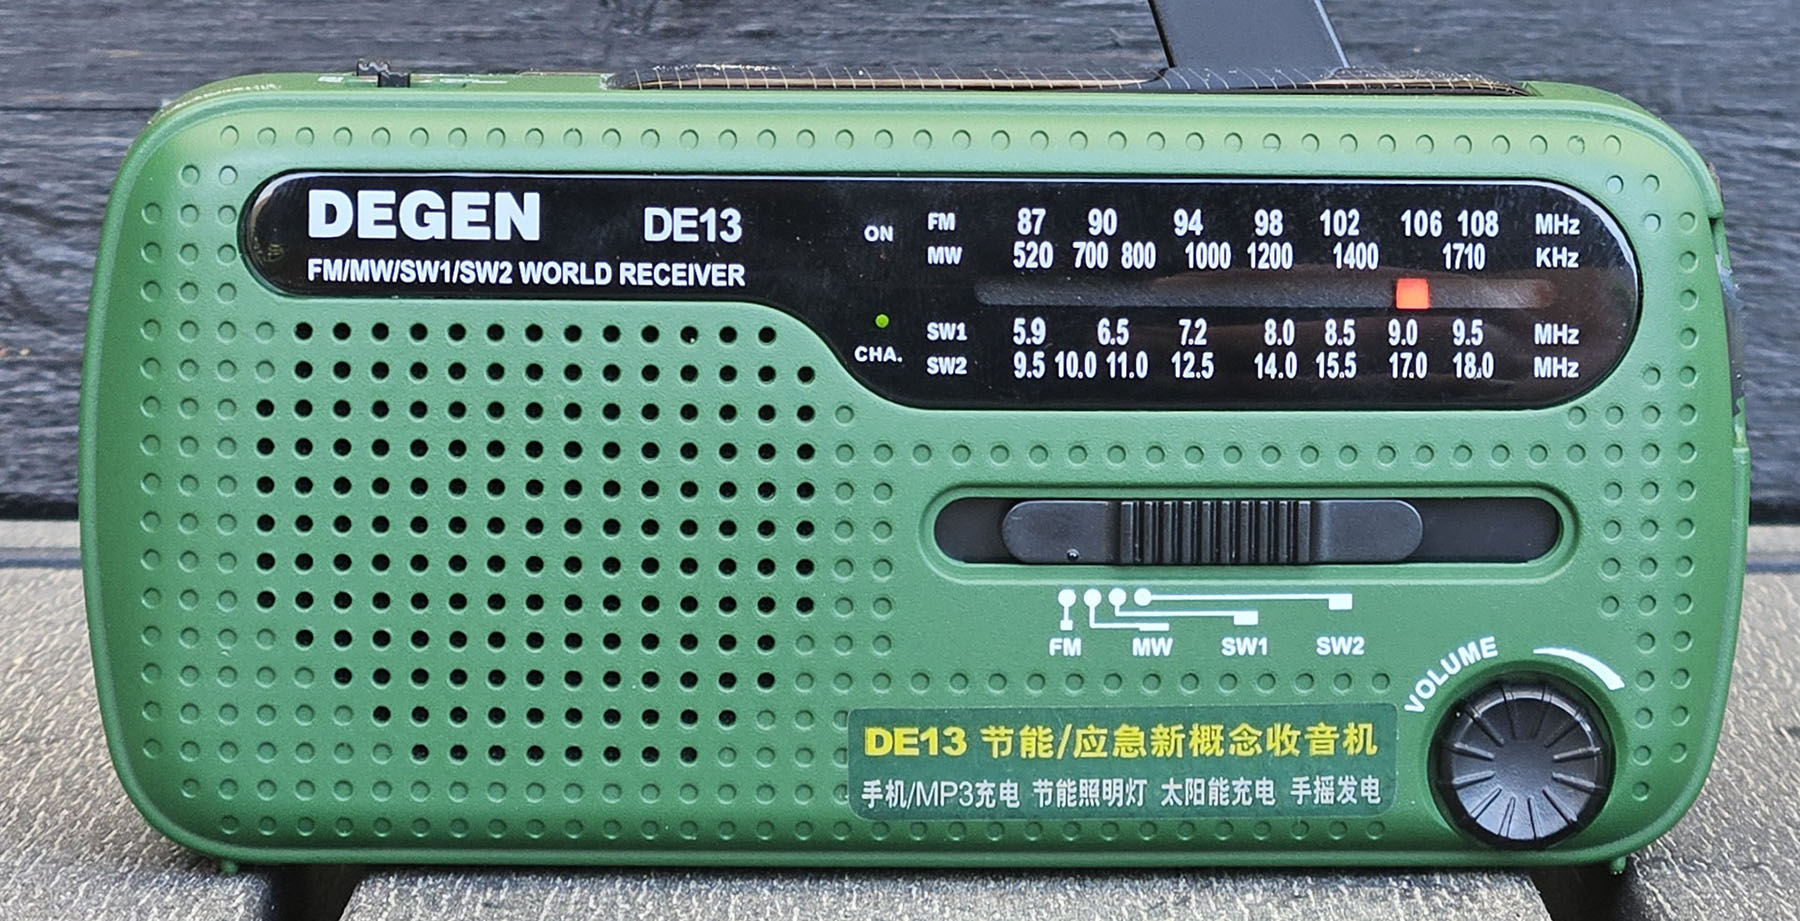 DEGEN DE13
FM/MW/SW1/SW2 WORLD RECEIVER
ON
CHA.
FM 87 90 94 98 102 106 108 MHz
MW 520 700 800 1000 1200 1400 1710 KHz
SW1 5.9 6.5 7.2 8.0 8.5 9.0 9.5 MHz
SW2 9.5 10.0 11.0 12.5 14.0 15.5 17.0 18.0 MHz
FM MW SW1 SW2
VOLUME
DE13 节能/应急新概念收音机
手机/MP3充电 节能照明灯 太阳能充电 手摇发电